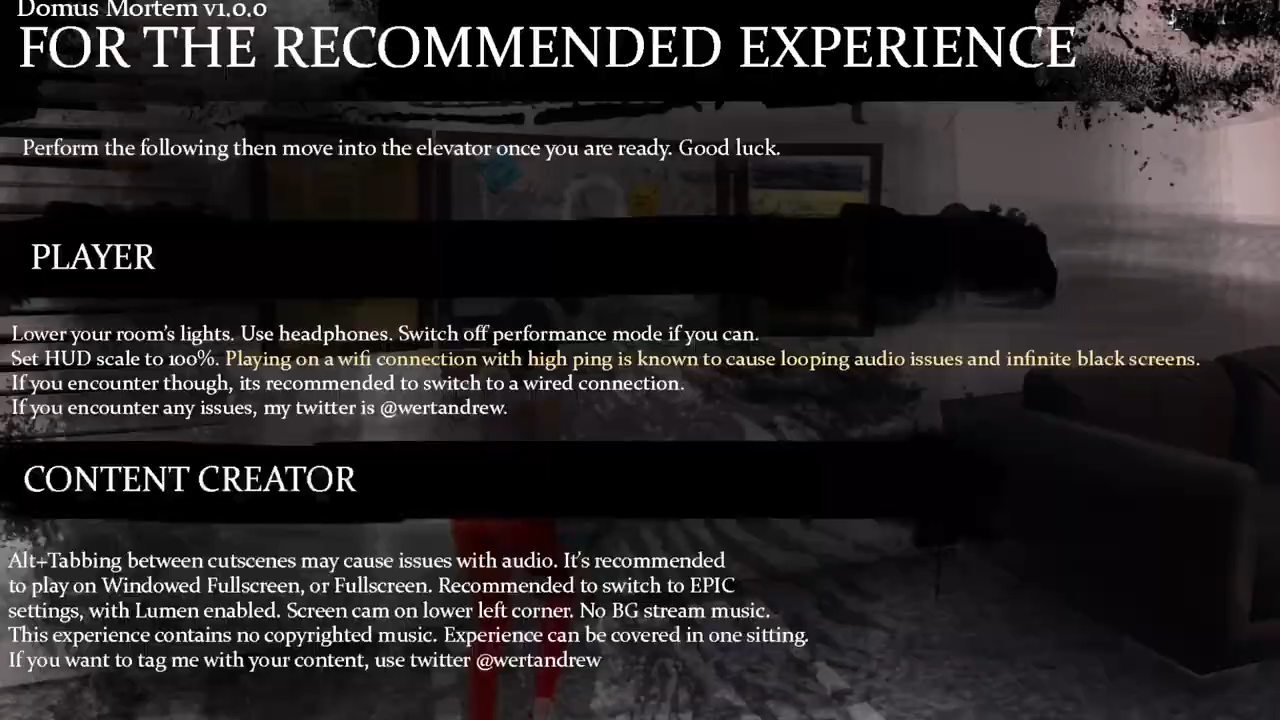 Domus Mortem v1.0.0
FOR THE RECOMMENDED EXPERIENCE
Perform the following then move into the elevator once you are ready. Good luck.
PLAYER
Lower your room's lights. Use headphones. Switch off performance mode if you can.
Set HUD scale to 100%. Playing on a wifi connection with high ping is known to cause looping audio issues and infinite black screens.
If you encounter though, its recommended to switch to a wired connection.
If you encounter any issues, my twitter is @wertandrew.
CONTENT CREATOR
Alt+Tabbing between cutscenes may cause issues with audio. It's recommended
to play on Windowed Fullscreen, or Fullscreen. Recommended to switch to EPIC
settings, with Lumen enabled. Screen cam on lower left corner. No BG stream music.
This experience contains no copyrighted music. Experience can be covered in one sitting.
If you want to tag me with your content, use twitter @wertandrew